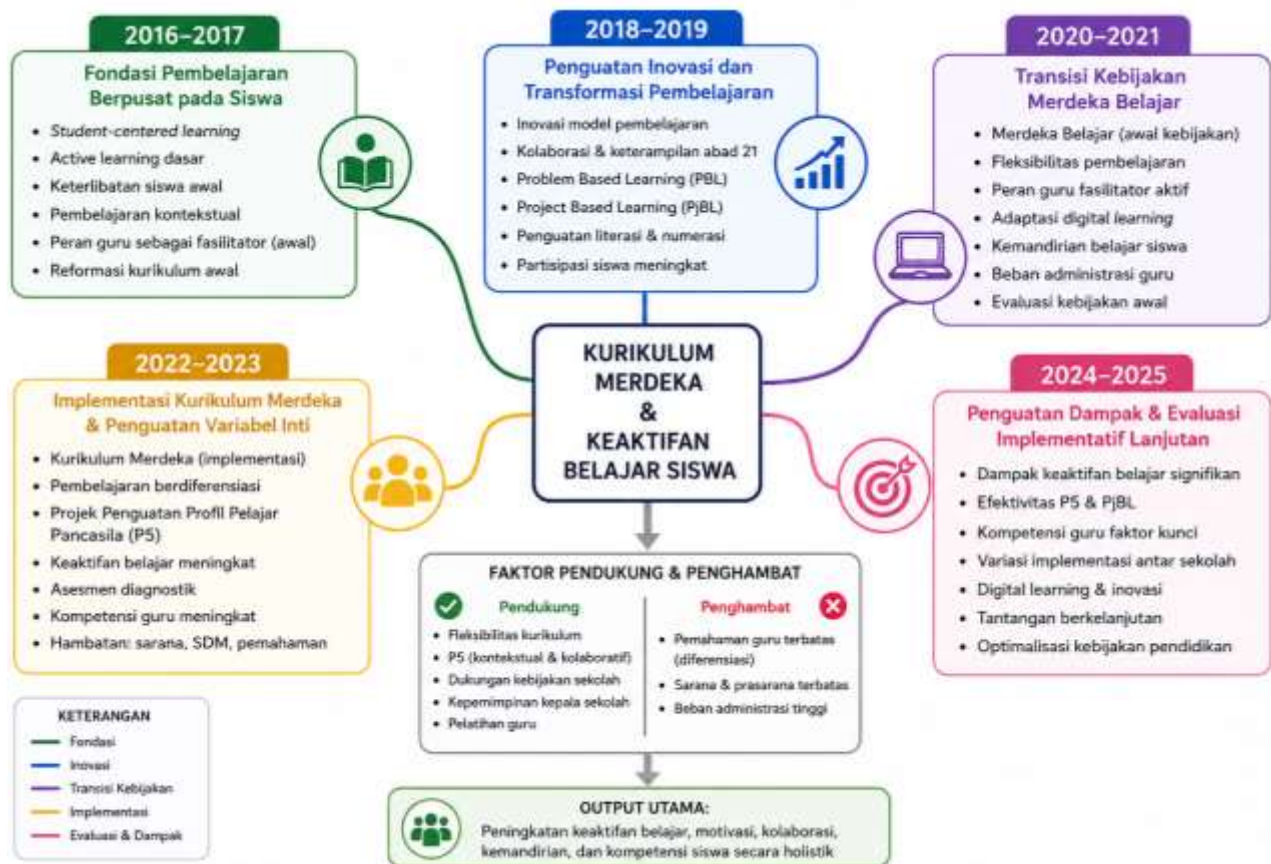 2016–2017
Fondasi Pembelajaran
Berpusat pada Siswa
• Student-centered learning
• Active learning dasar
• Keterlibatan siswa awal
• Pembelajaran kontekstual
• Peran guru sebagai fasilitator (awal)
• Reformasi kurikulum awal
2018–2019
Penguatan Inovasi dan
Transformasi Pembelajaran
• Inovasi model pembelajaran
• Kolaborasi & keterampilan abad 21
• Problem Based Learning (PBL)
• Project Based Learning (PjBL)
• Penguatan literasi & numerasi
• Partisipasi siswa meningkat
2020–2021
Transisi Kebijakan
Merdeka Belajar
• Merdeka Belajar (awal kebijakan)
• Fleksibilitas pembelajaran
• Peran guru fasilitator aktif
• Adaptasi digital learning
• Kemandirian belajar siswa
• Beban administrasi guru
• Evaluasi kebijakan awal
KURIKULUM
MERDEKA
&
KEAKTIFAN
BELAJAR SISWA
2022–2023
Implementasi Kurikulum Merdeka
& Penguatan Variabel Inti
• Kurikulum Merdeka (implementasi)
• Pembelajaran berdiferensiasi
• Projek Penguatan Profil Pelajar
Pancasila (P5)
• Keaktifan belajar meningkat
• Asesmen diagnostik
• Kompetensi guru meningkat
• Hambatan: sarana, SDM, pemahaman
2024–2025
Penguatan Dampak & Evaluasi
Implementatif Lanjutan
• Dampak keaktifan belajar signifikan
• Efektivitas P5 & PjBL
• Kompetensi guru faktor kunci
• Variasi implementasi antar sekolah
• Digital learning & inovasi
• Tantangan berkelanjutan
• Optimalisasi kebijakan pendidikan
FAKTOR PENDUKUNG & PENGHAMBAT
Pendukung
• Fleksibilitas kurikulum
• P5 (kontekstual & kolaboratif)
• Dukungan kebijakan sekolah
• Kepemimpinan kepala sekolah
• Pelatihan guru
Penghambat
• Pemahaman guru terbatas
(diferensiasi)
• Sarana & prasarana terbatas
• Beban administrasi tinggi
KETERANGAN
Fondasi
Inovasi
Transisi Kebijakan
Implementasi
Evaluasi & Dampak
OUTPUT UTAMA:
Peningkatan keaktifan belajar, motivasi, kolaborasi,
kemandirian, dan kompetensi siswa secara holistik